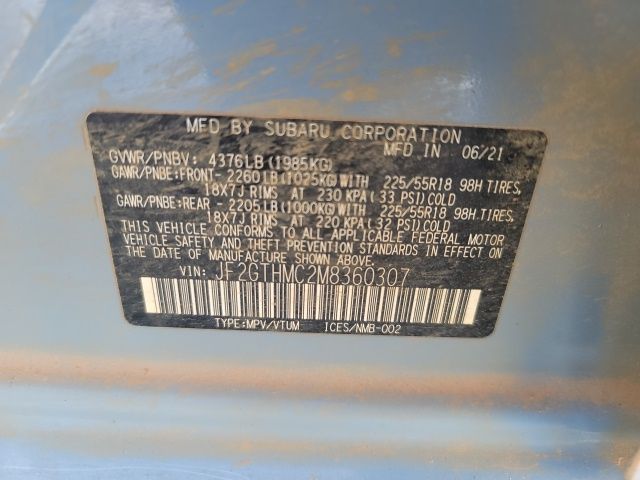 MFD BY SUBARU CORPORATION
GVWR/PNBV: 4376LB(1985KG) MFD IN 06/21
GAWR/PNBE:FRONT- 2260LB(1025KG)WITH 225/55R18 98H TIRES,
18X7J RIMS AT 230 KPA(33 PSI)COLD
GAWR/PNBE:REAR - 2205LB(1000KG)WITH 225/55R18 98H TIRES,
18X7J RIMS AT 220 KPA(32 PSI)COLD
THIS VEHICLE CONFORMS TO ALL APPLICABLE FEDERAL MOTOR
VEHICLE SAFETY AND THEFT PREVENTION STANDARDS IN EFFECT ON
THE DATE OF MANUFACTURE SHOWN ABOVE.
VIN: JF2GTHMC2M8360307
TYPE:MPV/VTUM ICES/NMB-002